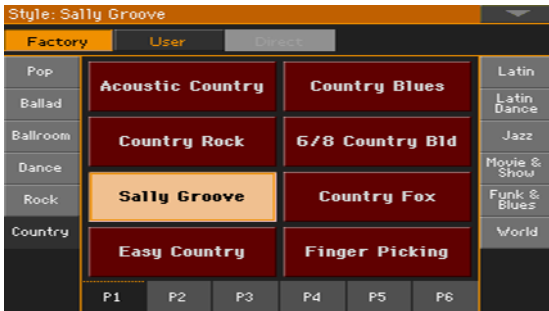 Style: Sally Groove
Factory User Direct
Pop
Ballad
Ballroom
Dance
Rock
Country
Acoustic Country
Country Blues
Country Rock
6/8 Country Bld
Sally Groove
Country Fox
Easy Country
Finger Picking
Latin
Latin
Dance
Jazz
Movie &
Show
Funk &
Blues
World
P1 P2 P3 P4 P5 P6